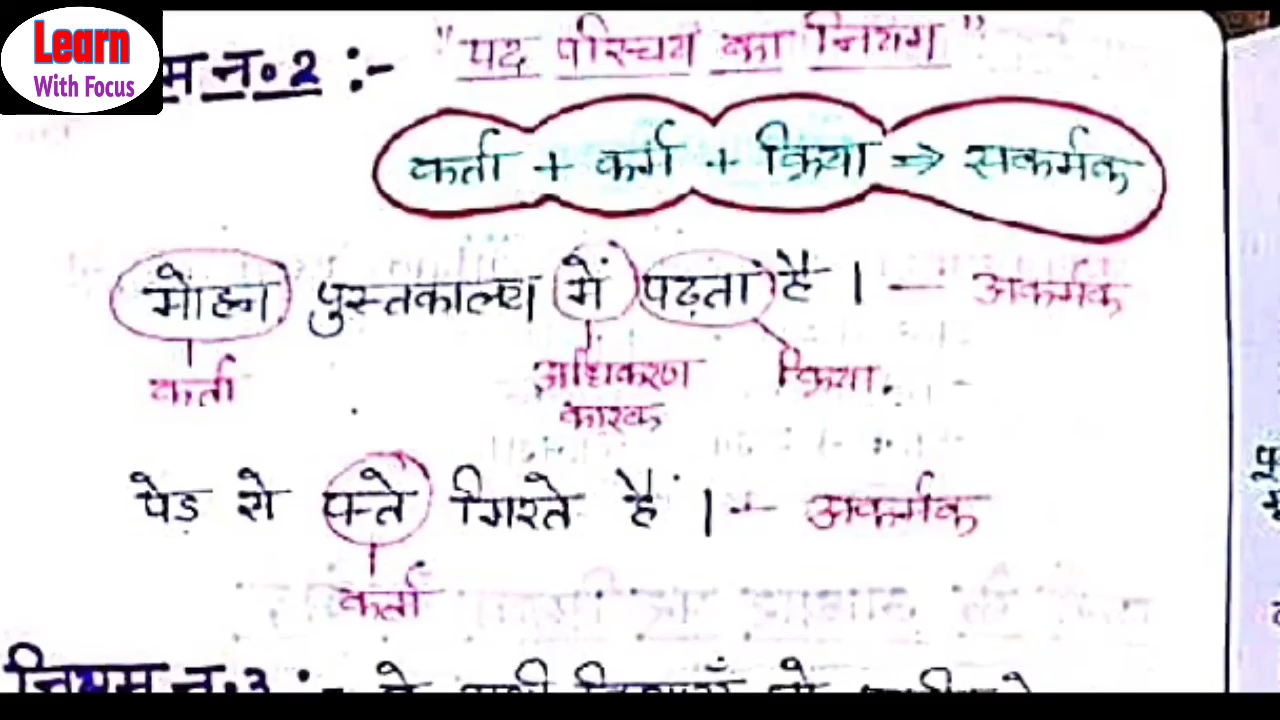 Learn
With Focus
म न॰ 2 :- "पद परिचय का नियम"
कर्ता + कर्म + क्रिया ⇒ सकर्मक
मोहन पुस्तकालय में पढ़ता है । — अकर्मक
कर्ता अधिकरण क्रिया.
कारक
पेड़ से पत्ते गिरते हैं । — अकर्मक
कर्ता
नियम न॰ 3 : -